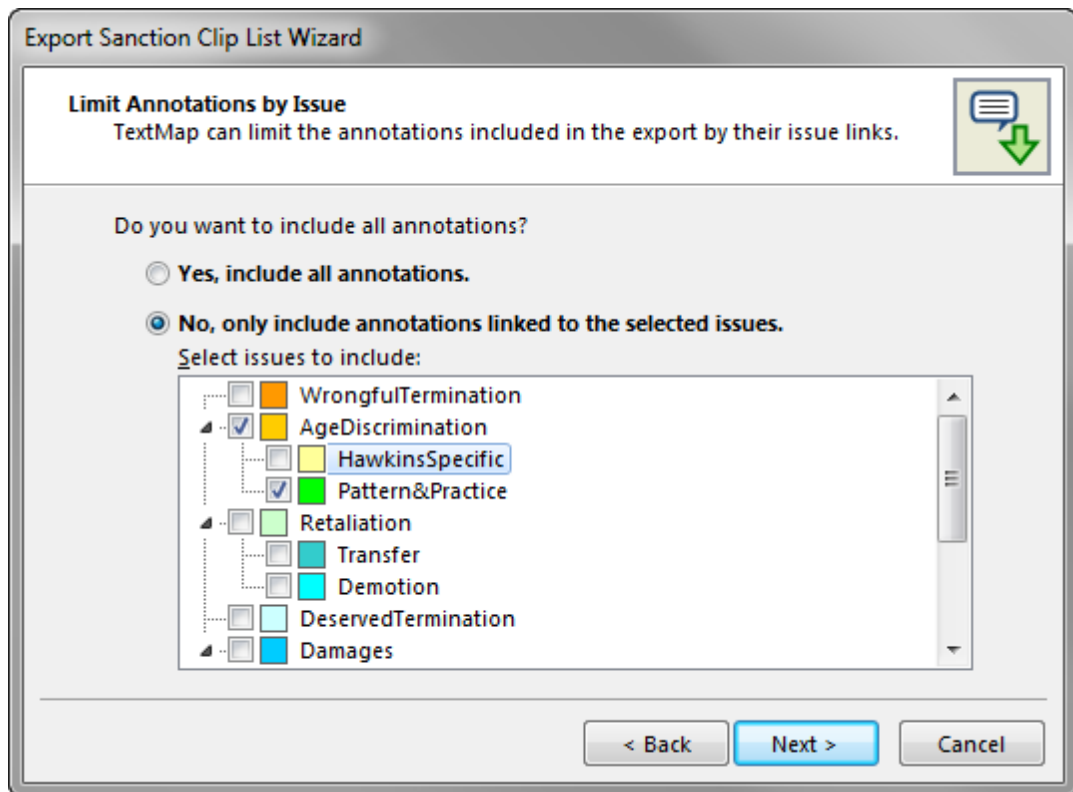 Export Sanction Clip List Wizard
Limit Annotations by Issue
TextMap can limit the annotations included in the export by their issue links.
Do you want to include all annotations?
Yes, include all annotations.
No, only include annotations linked to the selected issues.
Select issues to include:
WrongfulTermination
AgeDiscrimination
HawkinsSpecific
Pattern&Practice
Retaliation
Transfer
Demotion
DeservedTermination
Damages
< Back Next > Cancel